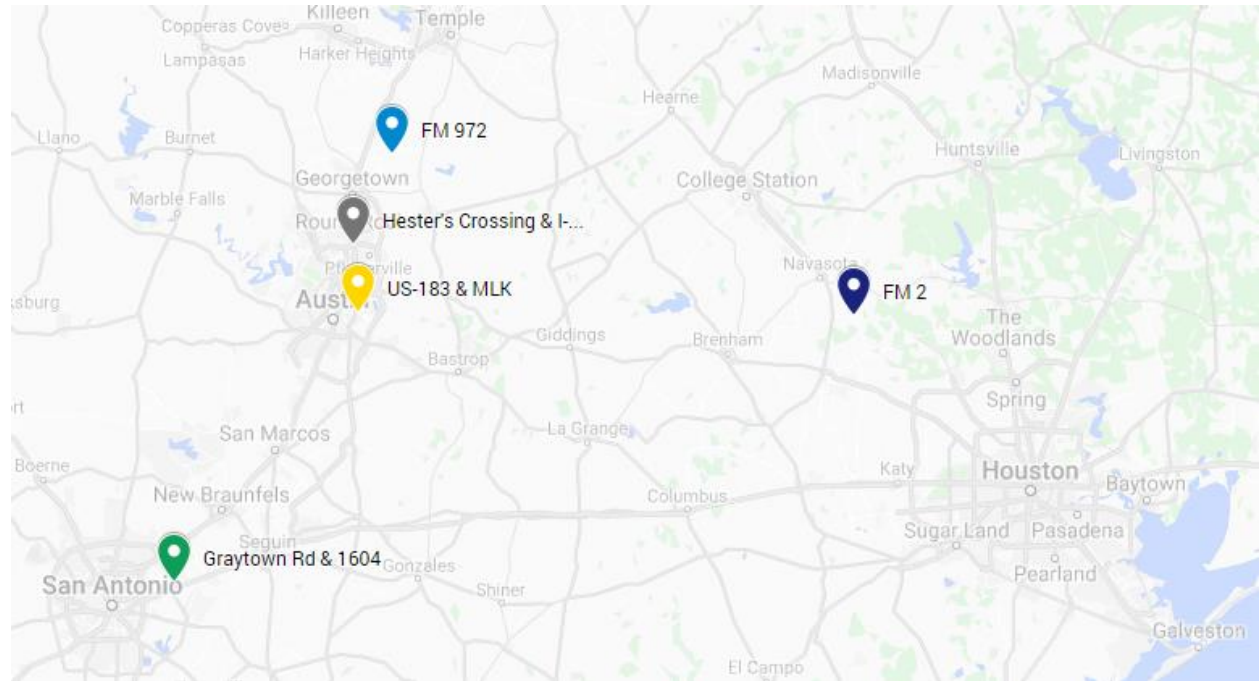 Killeen
Temple
Copperas Cove
Harker Heights
Lampasas
Madisonville
Hearne
FM 972
Llano
Burnet
Huntsville
Livingston
Georgetown
College Station
Marble Falls
Hester's Crossing & I-...
Navasota
US-183 & MLK
FM 2
The
Woodlands
Giddings
Brenham
Bastrop
Spring
San Marcos
La Grange
Boerne
Katy
Houston
Baytown
New Braunfels
Columbus
Sugar Land
Pasadena
Seguin
Graytown Rd & 1604
Gonzales
San Antonio
Pearland
Shiner
Galveston
El Campo